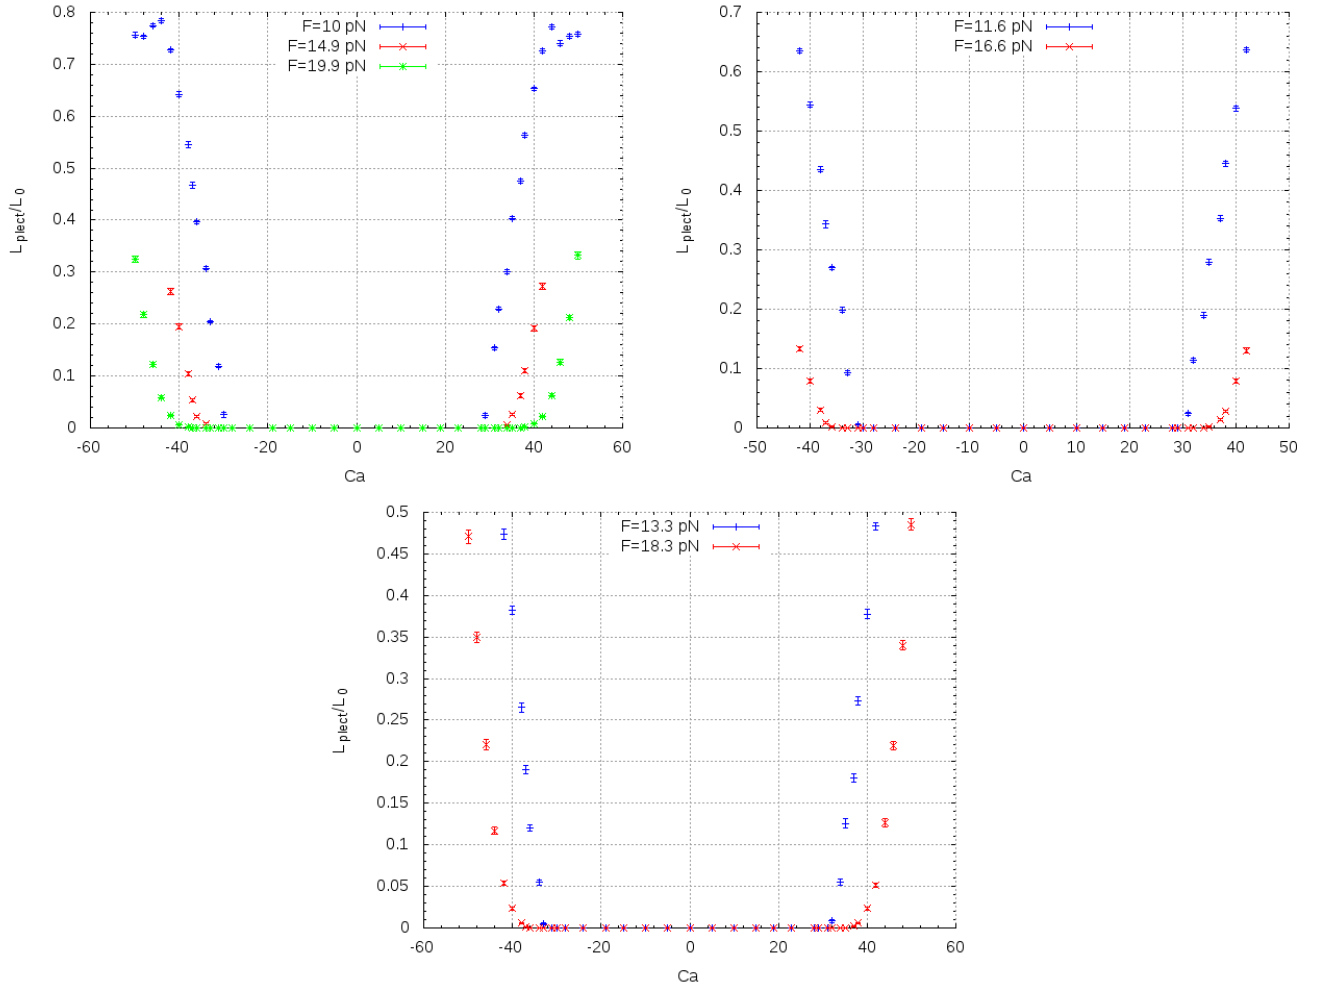 F=10 pN
F=14.9 pN
F=19.9 pN
0.8
0.7
0.6
0.5
0.4
0.3
0.2
0.1
0
-60 -40 -20 0 20 40 60
L plect/L 0
Ca
F=11.6 pN
F=16.6 pN
0.7
0.6
0.5
0.4
0.3
0.2
0.1
0
-50 -40 -30 -20 -10 0 10 20 30 40 50
L plect/L 0
Ca
F=13.3 pN
F=18.3 pN
0.5
0.45
0.4
0.35
0.3
0.25
0.2
0.15
0.1
0.05
0
-60 -40 -20 0 20 40 60
L plect/L 0
Ca